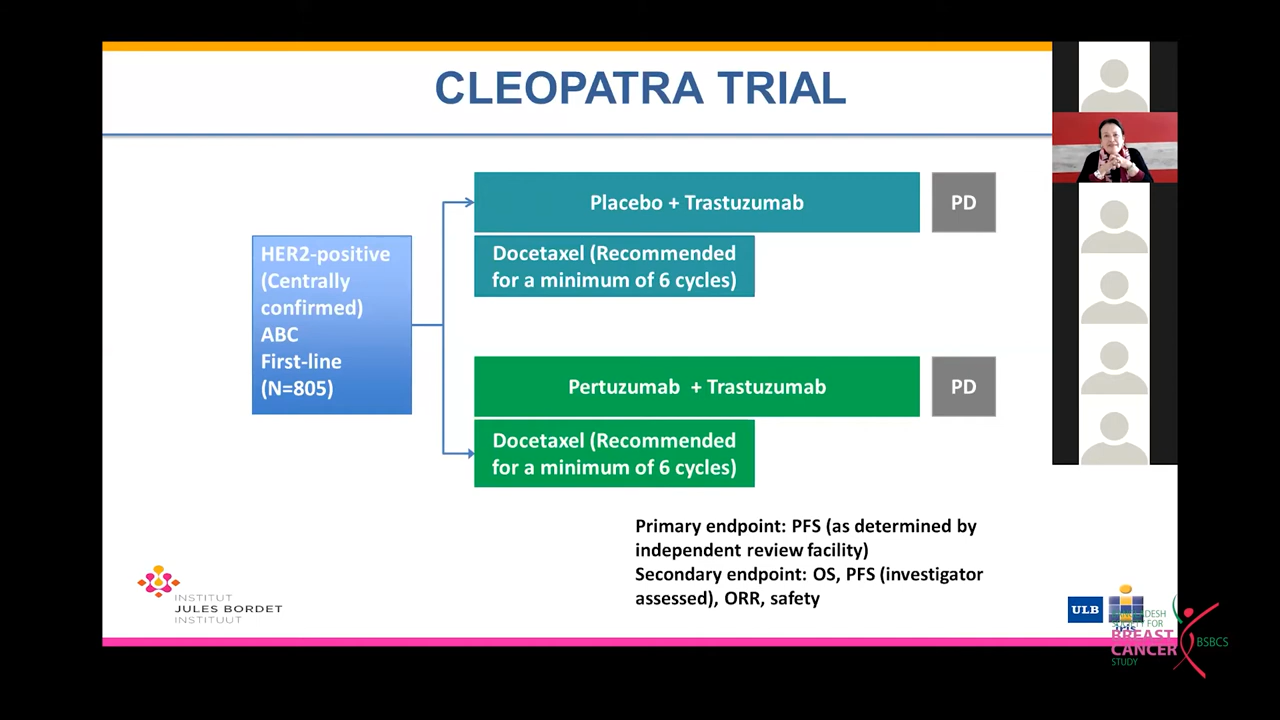 CLEOPATRA TRIAL
Placebo + Trastuzumab
PD
Docetaxel (Recommended
for a minimum of 6 cycles)
HER2-positive
(Centrally
confirmed)
ABC
First-line
(N=805)
Pertuzumab + Trastuzumab
PD
Docetaxel (Recommended
for a minimum of 6 cycles)
Primary endpoint: PFS (as determined by
independent review facility)
Secondary endpoint: OS, PFS (investigator
assessed), ORR, safety
INSTITUT
JULES BORDET
INSTITUUT
ULB
SOCIETY FOR
BREAST
CANCER
STUDY
BSBCS